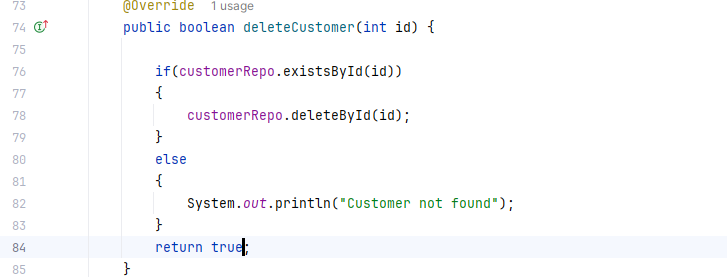 73 @Override 1 usage
74 public boolean deleteCustomer(int id) {
75
76 if(customerRepo.existsById(id))
77 {
78 customerRepo.deleteById(id);
79 }
80 else
81 {
82 System.out.println("Customer not found");
83 }
84 return true;
85 }